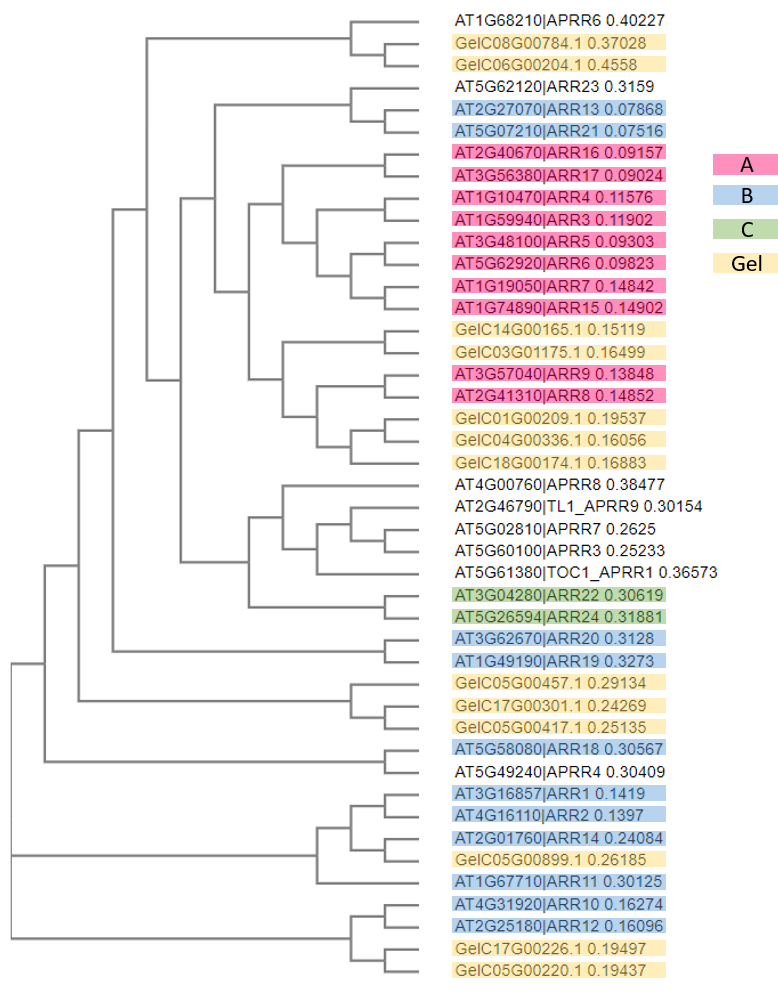 AT1G68210|APRR6 0.40227
GelC08G00784.1 0.37028
GelC06G00204.1 0.4558
AT5G62120|ARR23 0.3159
AT2G27070|ARR13 0.07868
AT5G07210|ARR21 0.07516
AT2G40670|ARR16 0.09157
AT3G56380|ARR17 0.09024
AT1G10470|ARR4 0.11576
AT1G59940|ARR3 0.11902
AT3G48100|ARR5 0.09303
AT5G62920|ARR6 0.09823
AT1G19050|ARR7 0.14842
AT1G74890|ARR15 0.14902
GelC14G00165.1 0.15119
GelC03G01175.1 0.16499
AT3G57040|ARR9 0.13848
AT2G41310|ARR8 0.14852
GelC01G00209.1 0.19537
GelC04G00336.1 0.16056
GelC18G00174.1 0.16883
AT4G00760|APRR8 0.38477
AT2G46790|TL1_APRR9 0.30154
AT5G02810|APRR7 0.2625
AT5G60100|APRR3 0.25233
AT5G61380|TOC1_APRR1 0.36573
AT3G04280|ARR22 0.30619
AT5G26594|ARR24 0.31881
AT3G62670|ARR20 0.3128
AT1G49190|ARR19 0.3273
GelC05G00457.1 0.29134
GelC17G00301.1 0.24269
GelC05G00417.1 0.25135
AT5G58080|ARR18 0.30567
AT5G49240|APRR4 0.30409
AT3G16857|ARR1 0.1419
AT4G16110|ARR2 0.1397
AT2G01760|ARR14 0.24084
GelC05G00899.1 0.26185
AT1G67710|ARR11 0.30125
AT4G31920|ARR10 0.16274
AT2G25180|ARR12 0.16096
GelC17G00226.1 0.19497
GelC05G00220.1 0.19437
A
B
C
Gel